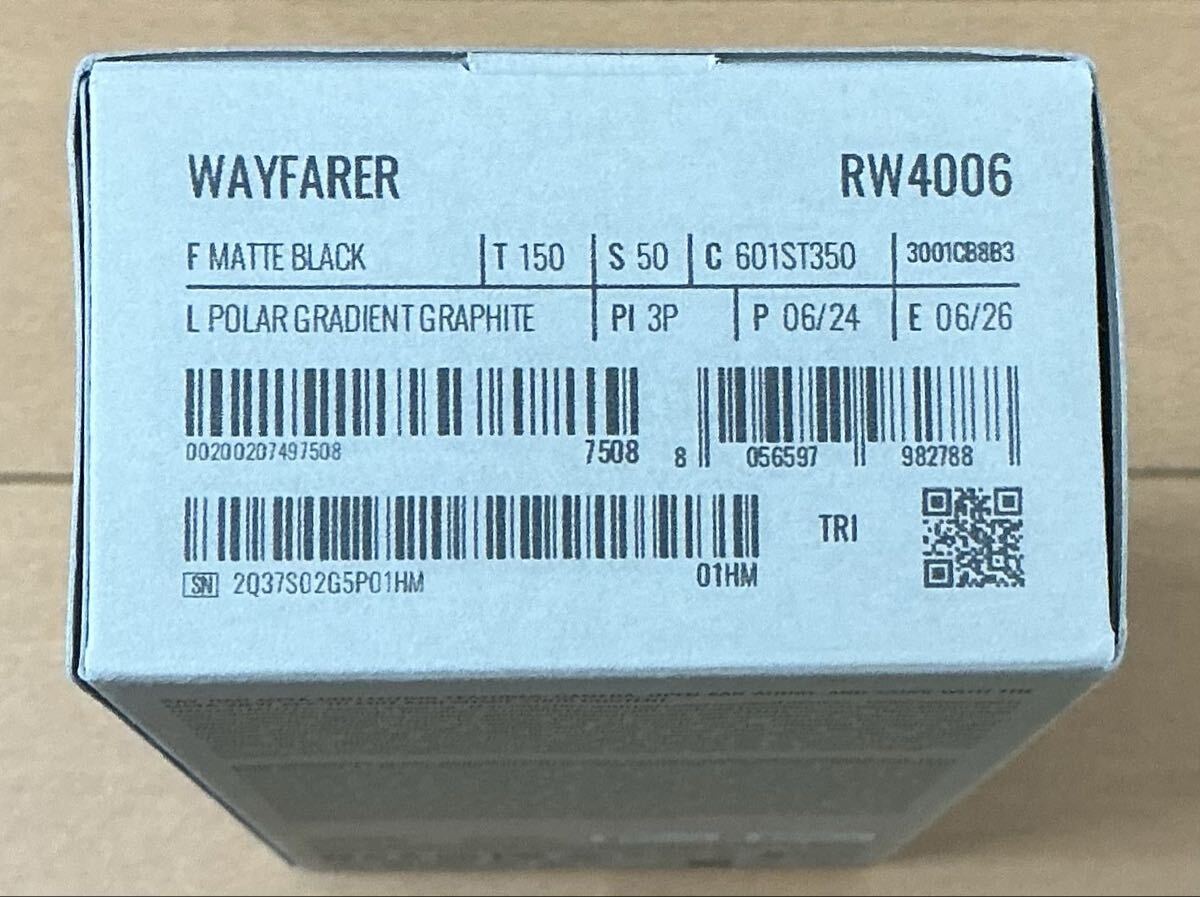 WAYFARER RW4006
F MATTE BLACK T 150 S 50 C 601ST350 3001CB8B3
L POLAR GRADIENT GRAPHITE PI 3P P 06/24 E 06/26
00200207497508 7508 8 056597 982788
TRI
SN 2Q37S02G5P01HM 01HM